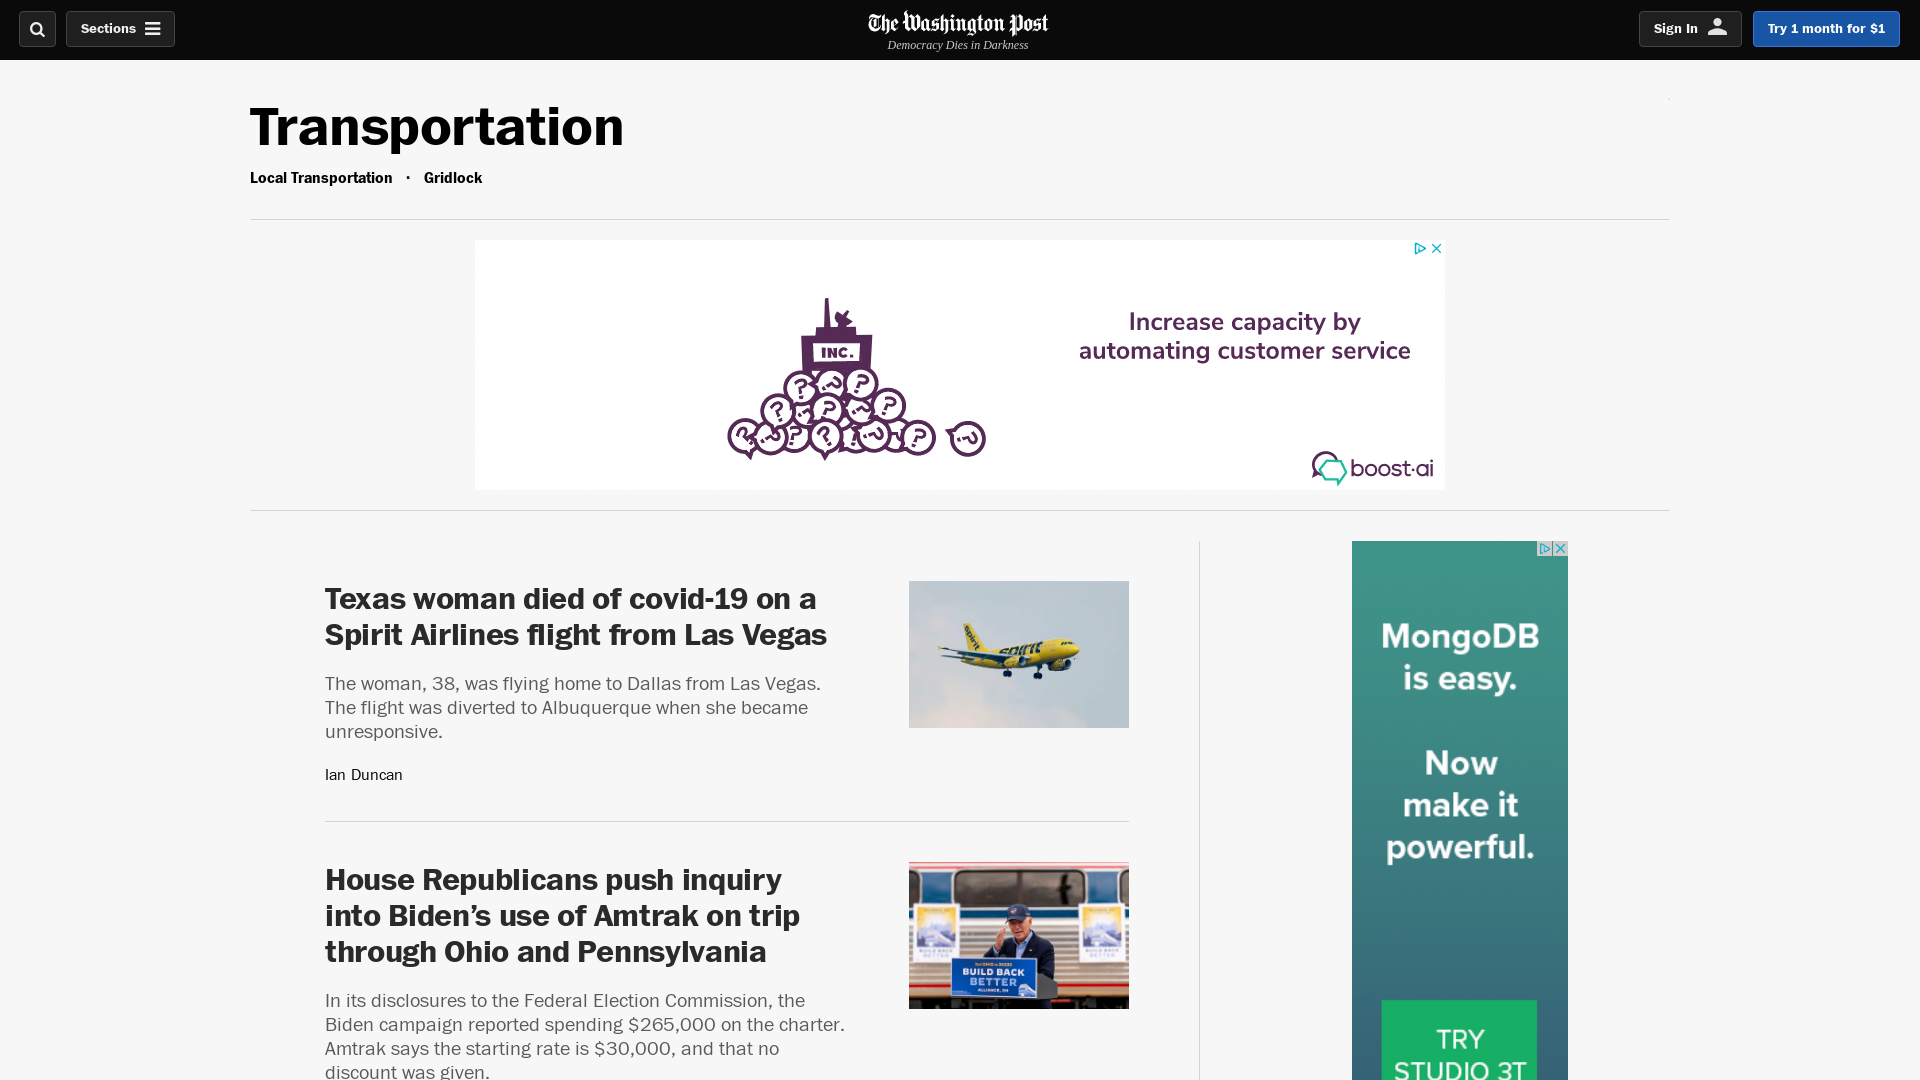 Sections
The Washington Post
Democracy Dies in Darkness
Sign In
Try 1 month for $1
Transportation
Local Transportation · Gridlock
INC.
Increase capacity by
automating customer service
boost·ai
Texas woman died of covid-19 on a
Spirit Airlines flight from Las Vegas
The woman, 38, was flying home to Dallas from Las Vegas.
The flight was diverted to Albuquerque when she became
unresponsive.
Ian Duncan
spirit
MongoDB
is easy.
Now
make it
powerful.
TRY
STUDIO 3T
House Republicans push inquiry
into Biden’s use of Amtrak on trip
through Ohio and Pennsylvania
In its disclosures to the Federal Election Commission, the
Biden campaign reported spending $265,000 on the charter.
Amtrak says the starting rate is $30,000, and that no
discount was given.
BUILD BACK
BETTER